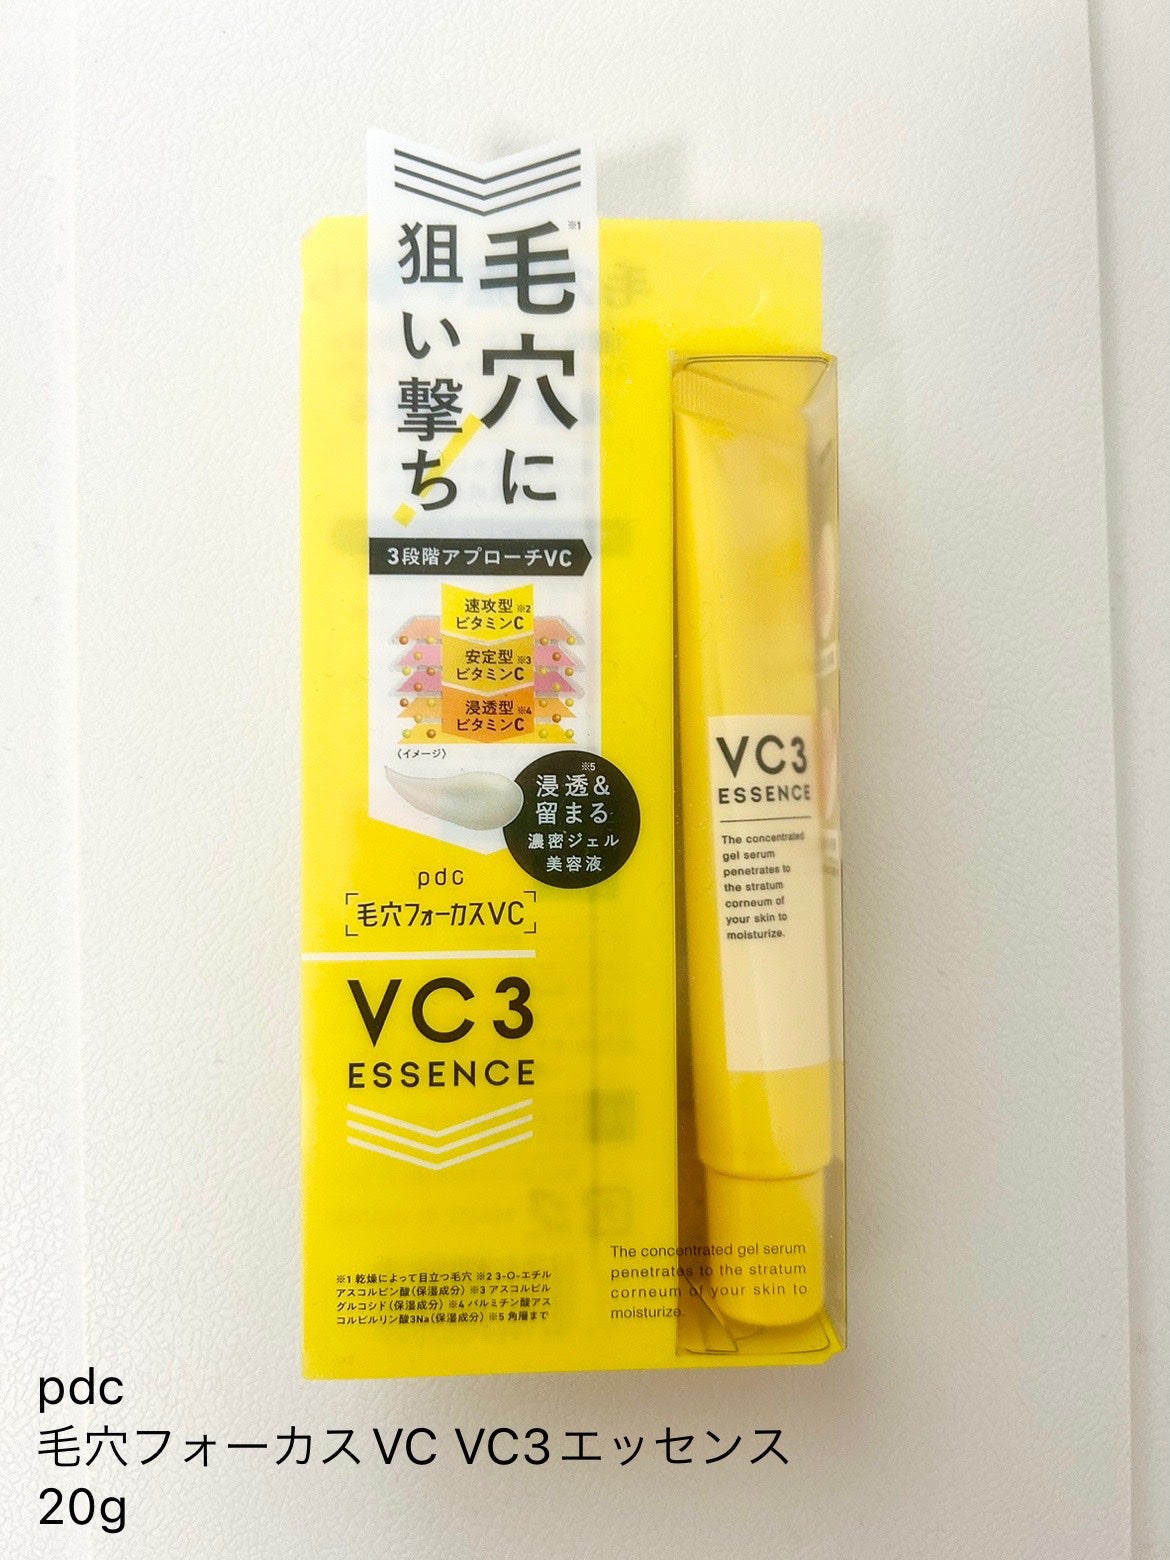 毛穴に※1
狙い撃ち!
3段階アプローチVC
速攻型※2
ビタミンC
安定型※3
ビタミンC
浸透型※4
ビタミンC
〈イメージ〉
※5
浸透&
留まる
濃密ジェル
美容液
pdc
毛穴フォーカスVC
VC3
ESSENCE
※1 乾燥によって目立つ毛穴 ※2 3-O-エチル
アスコルビン酸(保湿成分) ※3 アスコルビル
グルコシド(保湿成分) ※4 パルミチン酸アス
コルビルリン酸3Na(保湿成分) ※5 角層まで
VC3
ESSENCE
The concentrated
gel serum
penetrates to
the stratum
corneum of
your skin to
moisturize.
The concentrated gel serum
penetrates to the stratum
corneum of your skin to
moisturize.
pdc
毛穴フォーカスVC VC3エッセンス
20g